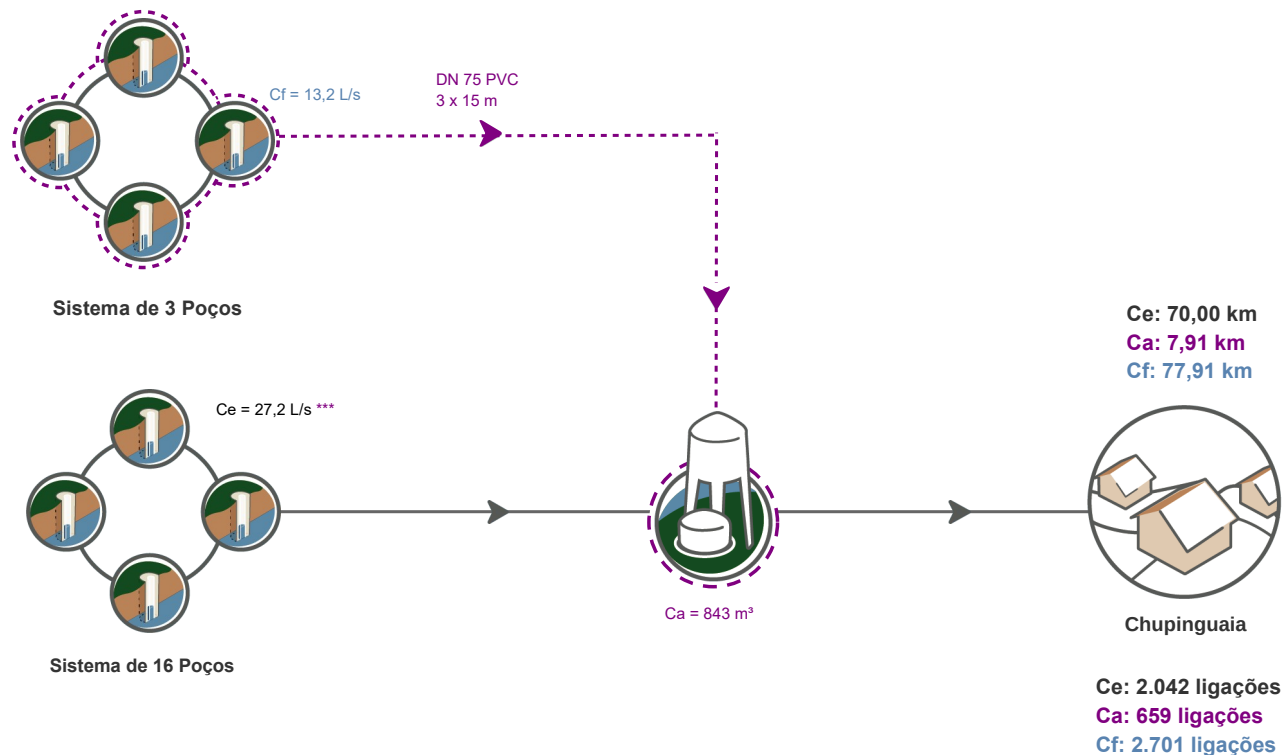 Cf = 13,2 L/s
DN 75 PVC
3 x 15 m
Sistema de 3 Poços
Ce: 70,00 km
Ca: 7,91 km
Cf: 77,91 km
Ce = 27,2 L/s ***
Ca = 843 m³
Chupinguaia
Sistema de 16 Poços
Ce: 2.042 ligações
Ca: 659 ligações
Cf: 2.701 ligações